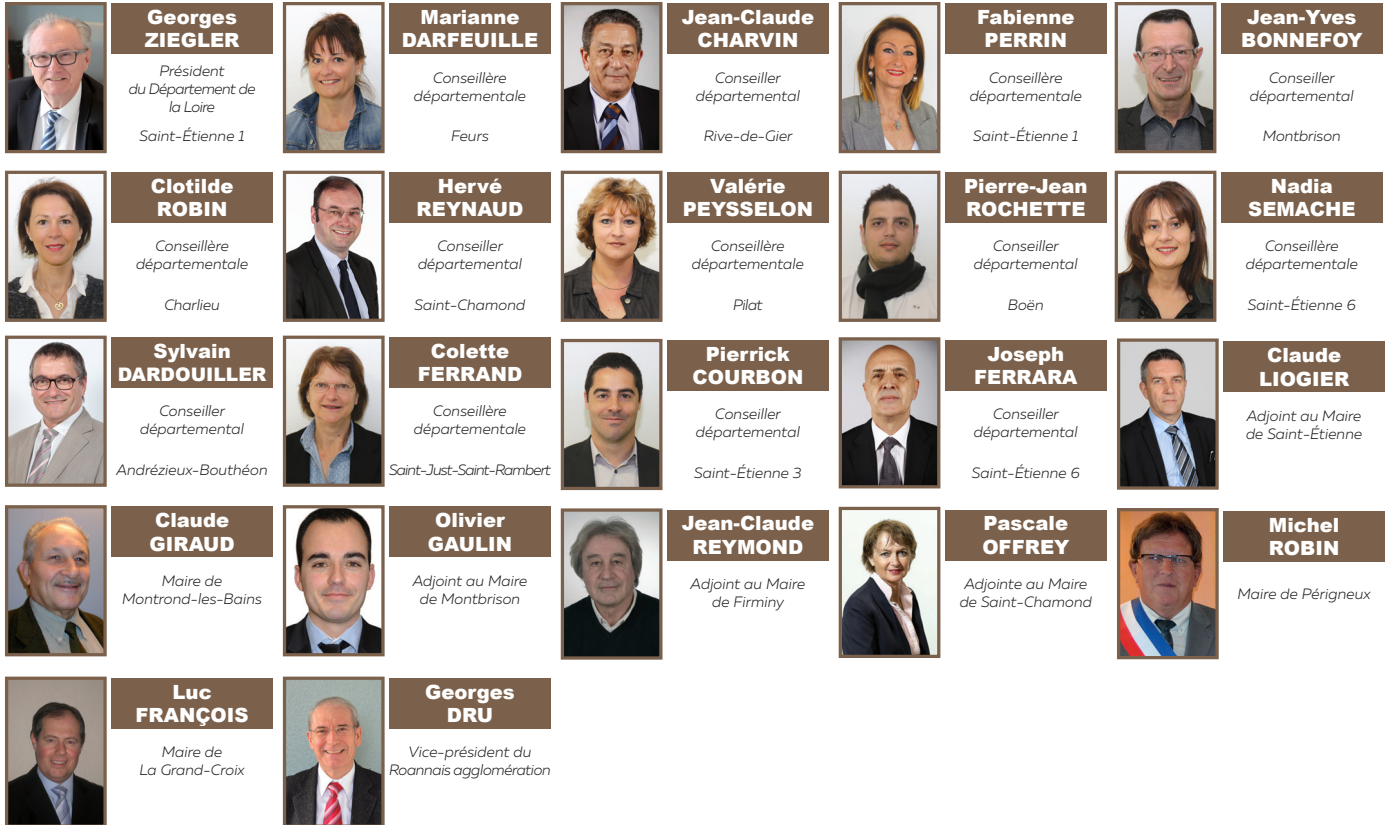 Georges
ZIEGLER
Président
du Département de
la Loire
Saint-Étienne 1
Marianne
DARFEUILLE
Conseillère
départementale
Feurs
Jean-Claude
CHARVIN
Conseiller
départemental
Rive-de-Gier
Fabienne
PERRIN
Conseillère
départementale
Saint-Étienne 1
Jean-Yves
BONNEFOY
Conseiller
départemental
Montbrison
Clotilde
ROBIN
Conseillère
départementale
Charlieu
Hervé
REYNAUD
Conseiller
départemental
Saint-Chamond
Valérie
PEYSSELON
Conseillère
départementale
Pilat
Pierre-Jean
ROCHETTE
Conseiller
départemental
Boën
Nadia
SEMACHE
Conseillère
départementale
Saint-Étienne 6
Sylvain
DARDOUILLER
Conseiller
départemental
Andrézieux-Bouthéon
Colette
FERRAND
Conseillère
départementale
Saint-Just-Saint-Rambert
Pierrick
COURBON
Conseiller
départemental
Saint-Étienne 3
Joseph
FERRARA
Conseiller
départemental
Saint-Étienne 6
Claude
LIOGIER
Adjoint au Maire
de Saint-Étienne
Claude
GIRAUD
Maire de
Montrond-les-Bains
Olivier
GAULIN
Adjoint au Maire
de Montbrison
Jean-Claude
REYMOND
Adjoint au Maire
de Firminy
Pascale
OFFREY
Adjointe au Maire
de Saint-Chamond
Michel
ROBIN
Maire de Périgneux
Luc
FRANÇOIS
Maire de
La Grand-Croix
Georges
DRU
Vice-président du
Roannais agglomération